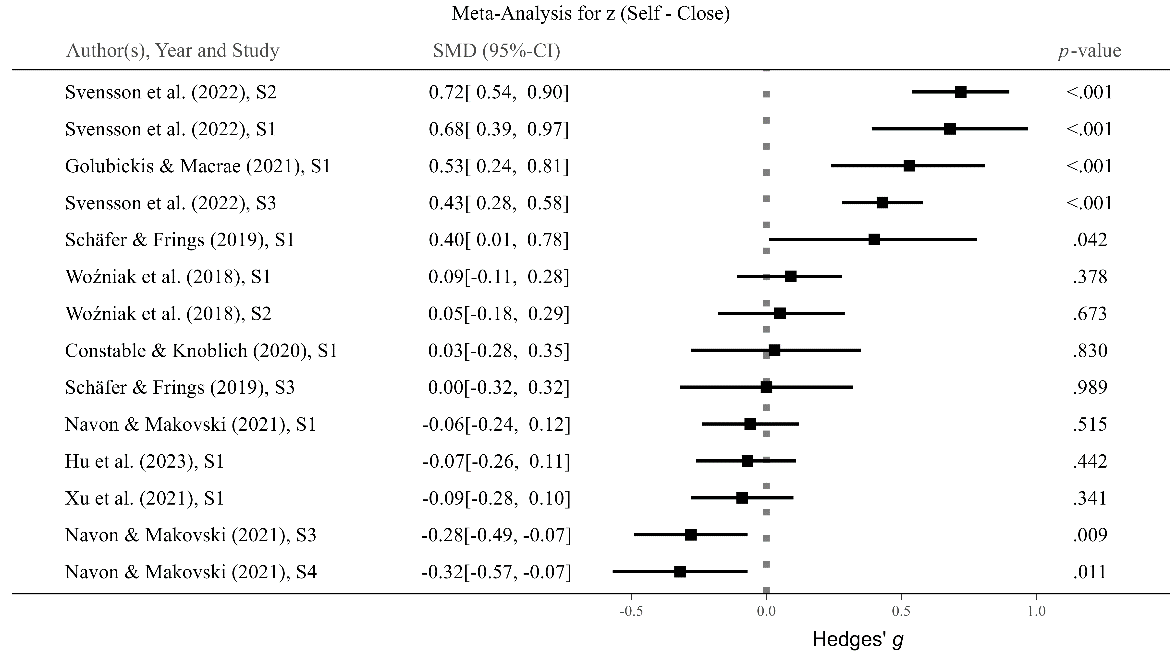 Meta-Analysis for z (Self - Close)
Author(s), Year and Study SMD (95%-CI) p-value
Svensson et al. (2022), S2 0.72[ 0.54, 0.90] <.001
Svensson et al. (2022), S1 0.68[ 0.39, 0.97] <.001
Golubickis & Macrae (2021), S1 0.53[ 0.24, 0.81] <.001
Svensson et al. (2022), S3 0.43[ 0.28, 0.58] <.001
Schäfer & Frings (2019), S1 0.40[ 0.01, 0.78] .042
Woźniak et al. (2018), S1 0.09[-0.11, 0.28] .378
Woźniak et al. (2018), S2 0.05[-0.18, 0.29] .673
Constable & Knoblich (2020), S1 0.03[-0.28, 0.35] .830
Schäfer & Frings (2019), S3 0.00[-0.32, 0.32] .989
Navon & Makovski (2021), S1 -0.06[-0.24, 0.12] .515
Hu et al. (2023), S1 -0.07[-0.26, 0.11] .442
Xu et al. (2021), S1 -0.09[-0.28, 0.10] .341
Navon & Makovski (2021), S3 -0.28[-0.49, -0.07] .009
Navon & Makovski (2021), S4 -0.32[-0.57, -0.07] .011
-0.5 0.0 0.5 1.0
Hedges' g